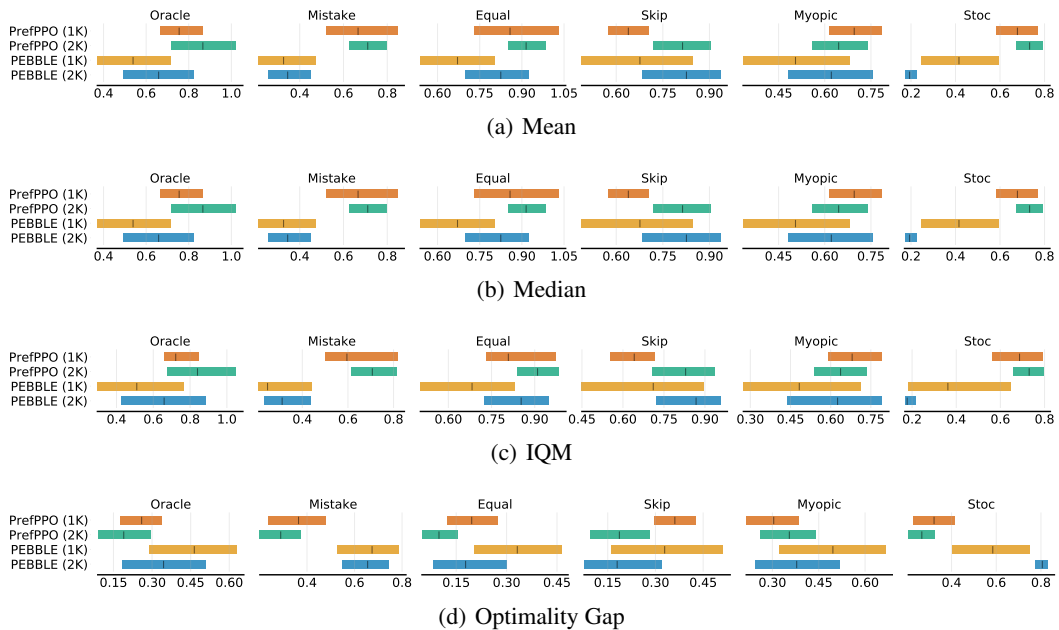 Oracle Mistake Equal Skip Myopic Stoc
PrefPPO (1K)
PrefPPO (2K)
PEBBLE (1K)
PEBBLE (2K)
0.4 0.6 0.8 1.0 0.4 0.6 0.8 0.60 0.75 0.90 1.05 0.60 0.75 0.90 0.45 0.60 0.75 0.2 0.4 0.6 0.8
(a) Mean
Oracle Mistake Equal Skip Myopic Stoc
PrefPPO (1K)
PrefPPO (2K)
PEBBLE (1K)
PEBBLE (2K)
0.4 0.6 0.8 1.0 0.4 0.6 0.8 0.60 0.75 0.90 1.05 0.60 0.75 0.90 0.45 0.60 0.75 0.2 0.4 0.6 0.8
(b) Median
Oracle Mistake Equal Skip Myopic Stoc
PrefPPO (1K)
PrefPPO (2K)
PEBBLE (1K)
PEBBLE (2K)
0.4 0.6 0.8 1.0 0.4 0.6 0.8 0.60 0.75 0.90 0.45 0.60 0.75 0.90 0.30 0.45 0.60 0.75 0.2 0.4 0.6 0.8
(c) IQM
Oracle Mistake Equal Skip Myopic Stoc
PrefPPO (1K)
PrefPPO (2K)
PEBBLE (1K)
PEBBLE (2K)
0.15 0.30 0.45 0.60 0.4 0.6 0.8 0.15 0.30 0.45 0.15 0.30 0.45 0.30 0.45 0.60 0.4 0.6 0.8
(d) Optimality Gap